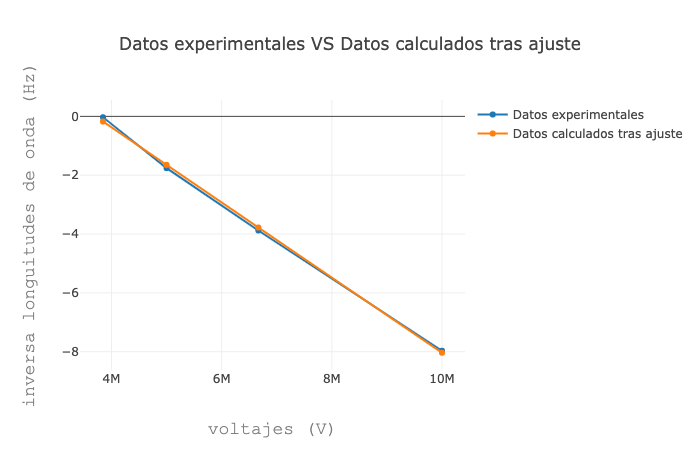 Datos experimentales VS Datos calculados tras ajuste
inversa longuitudes de onda (Hz)
0
−2
−4
−6
−8
4M
6M
8M
10M
voltajes (V)
Datos experimentales
Datos calculados tras ajuste